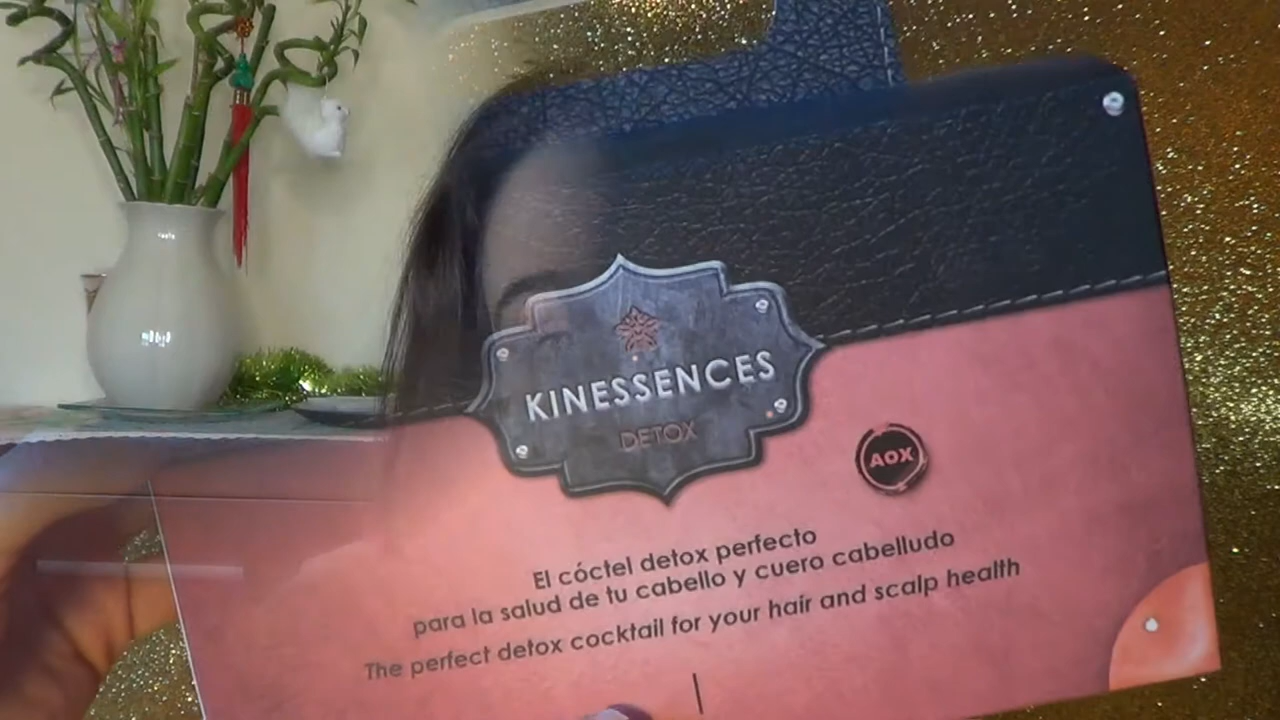 KINESSENCES
DETOX
AOX
El cóctel detox perfecto
para la salud de tu cabello y cuero cabelludo
The perfect detox cocktail for your hair and scalp health